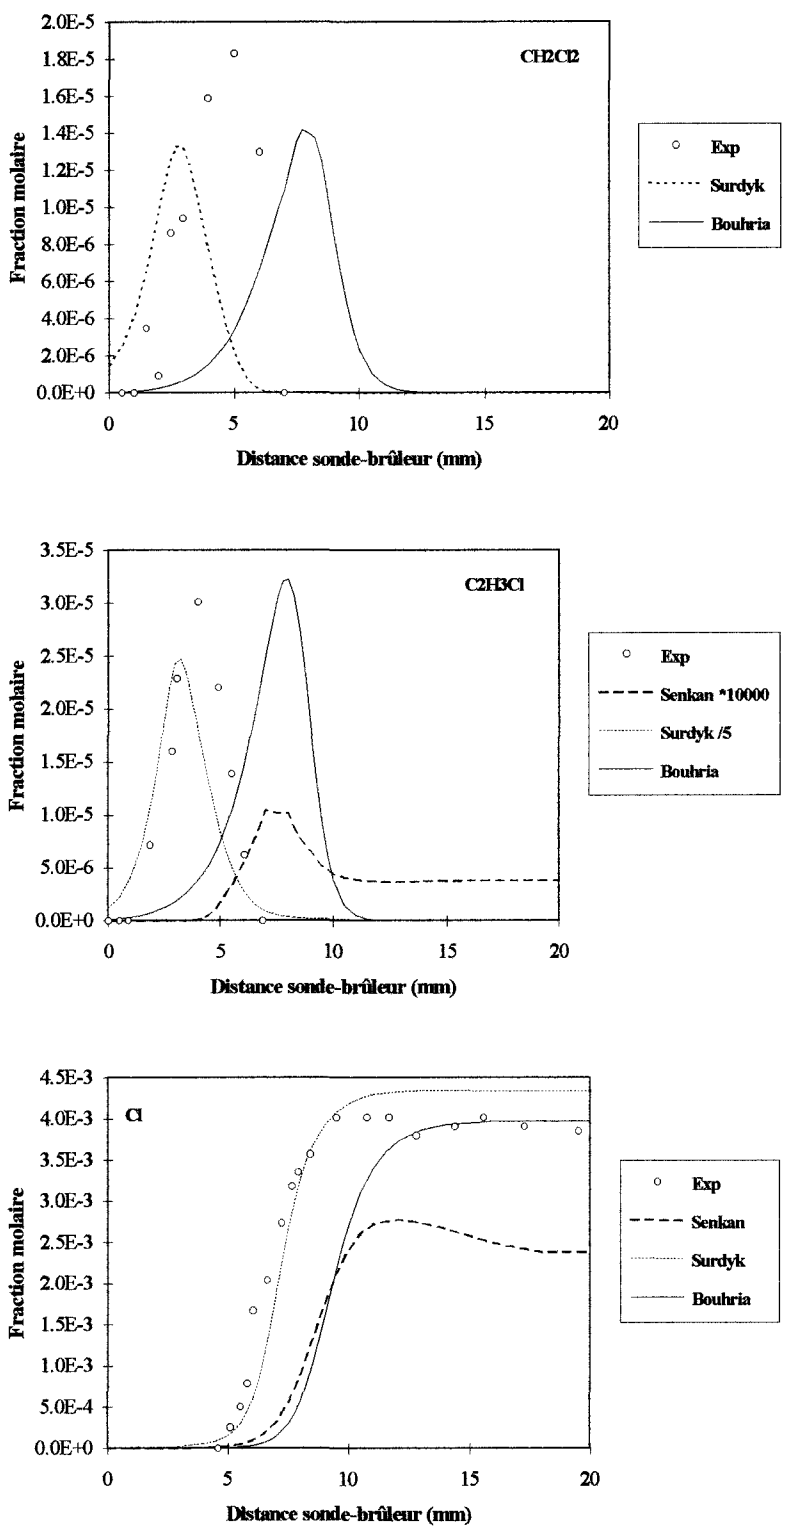 2.0E-5
CH2Cl2
1.8E-5
1.6E-5
1.4E-5
1.2E-5
1.0E-5
8.0E-6
6.0E-6
4.0E-6
2.0E-6
0.0E+0
Fraction molaire
0 5 10 15 20
Distance sonde-brûleur (mm)
Exp
Surdyk
Bouhria
3.5E-5
C2H3Cl
3.0E-5
2.5E-5
2.0E-5
1.5E-5
1.0E-5
5.0E-6
0.0E+0
Fraction molaire
0 5 10 15 20
Distance sonde-brûleur (mm)
Exp
Senkan *10000
Surdyk /5
Bouhria
4.5E-3
Cl
4.0E-3
3.5E-3
3.0E-3
2.5E-3
2.0E-3
1.5E-3
1.0E-3
5.0E-4
0.0E+0
Fraction molaire
0 5 10 15 20
Distance sonde-brûleur (mm)
Exp
Senkan
Surdyk
Bouhria